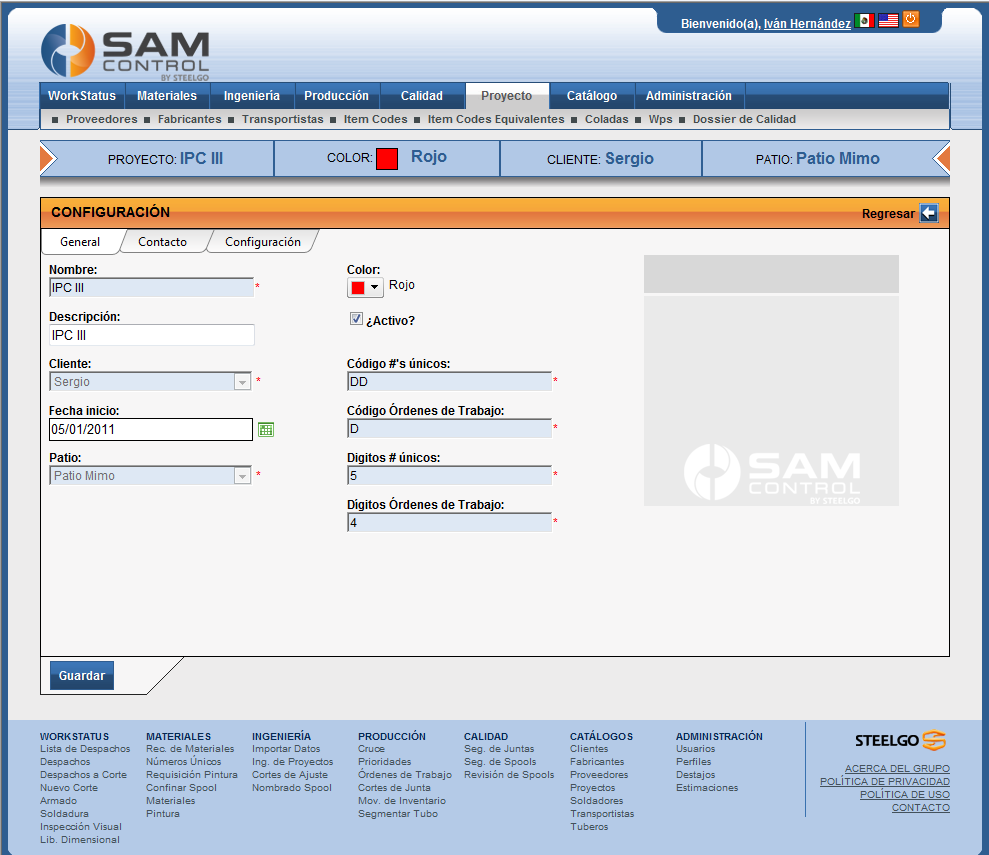 Bienvenido(a), Iván Hernández
SAM
CONTROL
BY STEELGO
WorkStatus Materiales Ingeniería Producción Calidad Proyecto Catálogo Administración
Proveedores Fabricantes Transportistas Item Codes Item Codes Equivalentes Coladas Wps Dossier de Calidad
PROYECTO: IPC III COLOR: Rojo CLIENTE: Sergio PATIO: Patio Mimo
CONFIGURACIÓN Regresar
General Contacto Configuración
Nombre: Color:
IPC III * Rojo
¿Activo?
Descripción:
IPC III
Cliente: Código #'s únicos:
Sergio * DD *
Fecha inicio: Código Órdenes de Trabajo:
05/01/2011 D *
Patio: Digitos # únicos:
Patio Mimo * 5 *
Digitos Órdenes de Trabajo:
4 *
SAM
CONTROL
BY STEELGO
Guardar
WORKSTATUS
Lista de Despachos
Despachos
Despachos a Corte
Nuevo Corte
Armado
Soldadura
Inspección Visual
Lib. Dimensional
MATERIALES
Rec. de Materiales
Números Únicos
Requisición Pintura
Confinar Spool
Materiales
Pintura
INGENIERÍA
Importar Datos
Ing. de Proyectos
Cortes de Ajuste
Nombrado Spool
PRODUCCIÓN
Cruce
Prioridades
Órdenes de Trabajo
Cortes de Junta
Mov. de Inventario
Segmentar Tubo
CALIDAD
Seg. de Juntas
Seg. de Spools
Revisión de Spools
CATÁLOGOS
Clientes
Fabricantes
Proveedores
Proyectos
Soldadores
Transportistas
Tuberos
ADMINISTRACIÓN
Usuarios
Perfiles
Destajos
Estimaciones
STEELGO
ACERCA DEL GRUPO
POLÍTICA DE PRIVACIDAD
POLÍTICA DE USO
CONTACTO